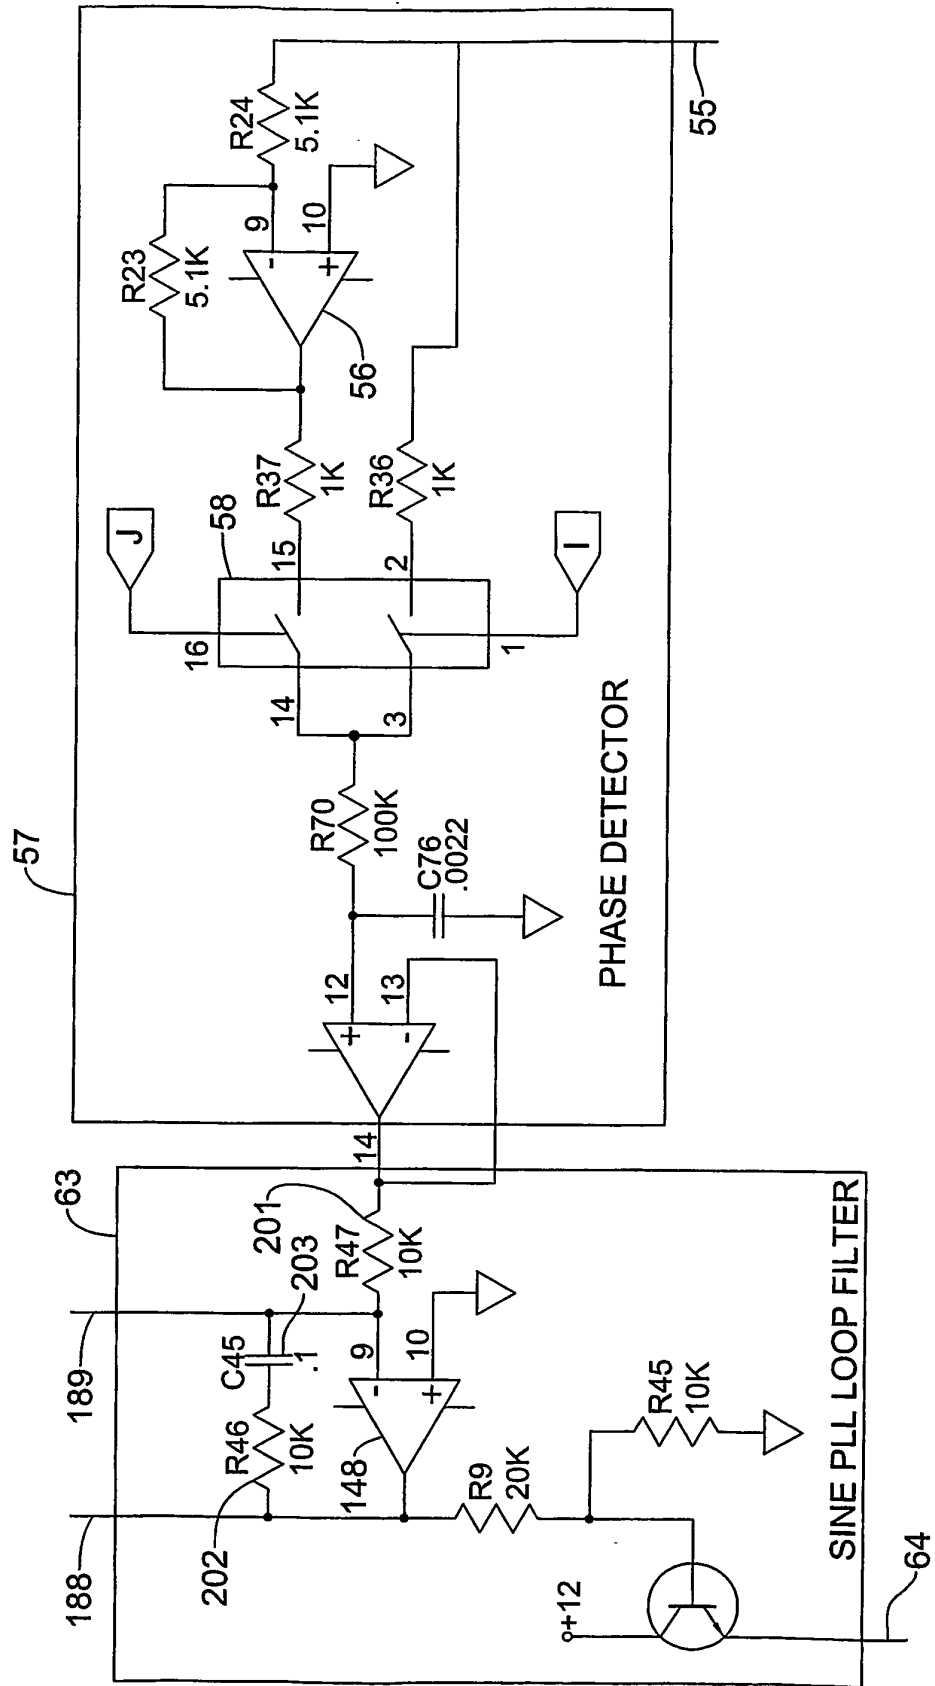 57
J
I
R23
5.1K
R24
5.1K
9
10
-
+
56
R37
1K
R36
1K
58
15
2
16
1
14
3
R70
100K
C76
.0022
12
13
+
-
14
55
PHASE DETECTOR
63
189
188
201
203
202
R47
10K
C45
.1
R46
10K
9
10
-
+
148
R9
20K
R45
10K
+12
64
SINE PLL LOOP FILTER